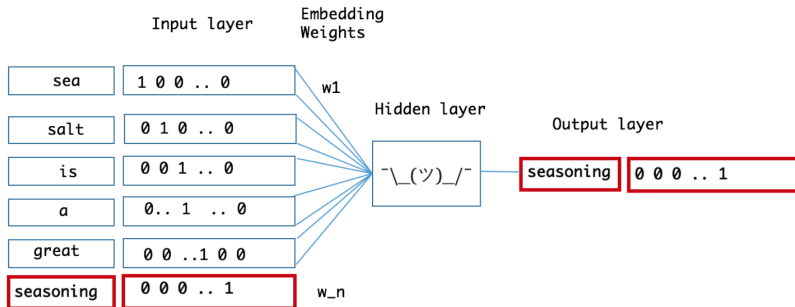 Input layer
Embedding
Weights
sea 1 0 0 .. 0
w1
salt 0 1 0 .. 0
Hidden layer
Output layer
is 0 0 1 .. 0
¯\_(ツ)_/¯
seasoning 0 0 0 .. 1
a 0.. 1 .. 0
great 0 0 ..1 0 0
seasoning 0 0 0 .. 1
w_n